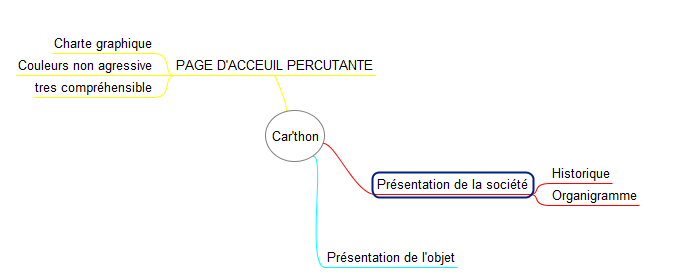 Charte graphique
Couleurs non agressive
tres compréhensible
PAGE D'ACCEUIL PERCUTANTE
Car'thon
Présentation de la société
Historique
Organigramme
Présentation de l'objet